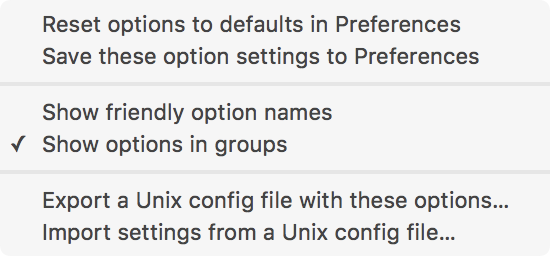 Reset options to defaults in Preferences
Save these option settings to Preferences
Show friendly option names
✓ Show options in groups
Export a Unix config file with these options…
Import settings from a Unix config file…